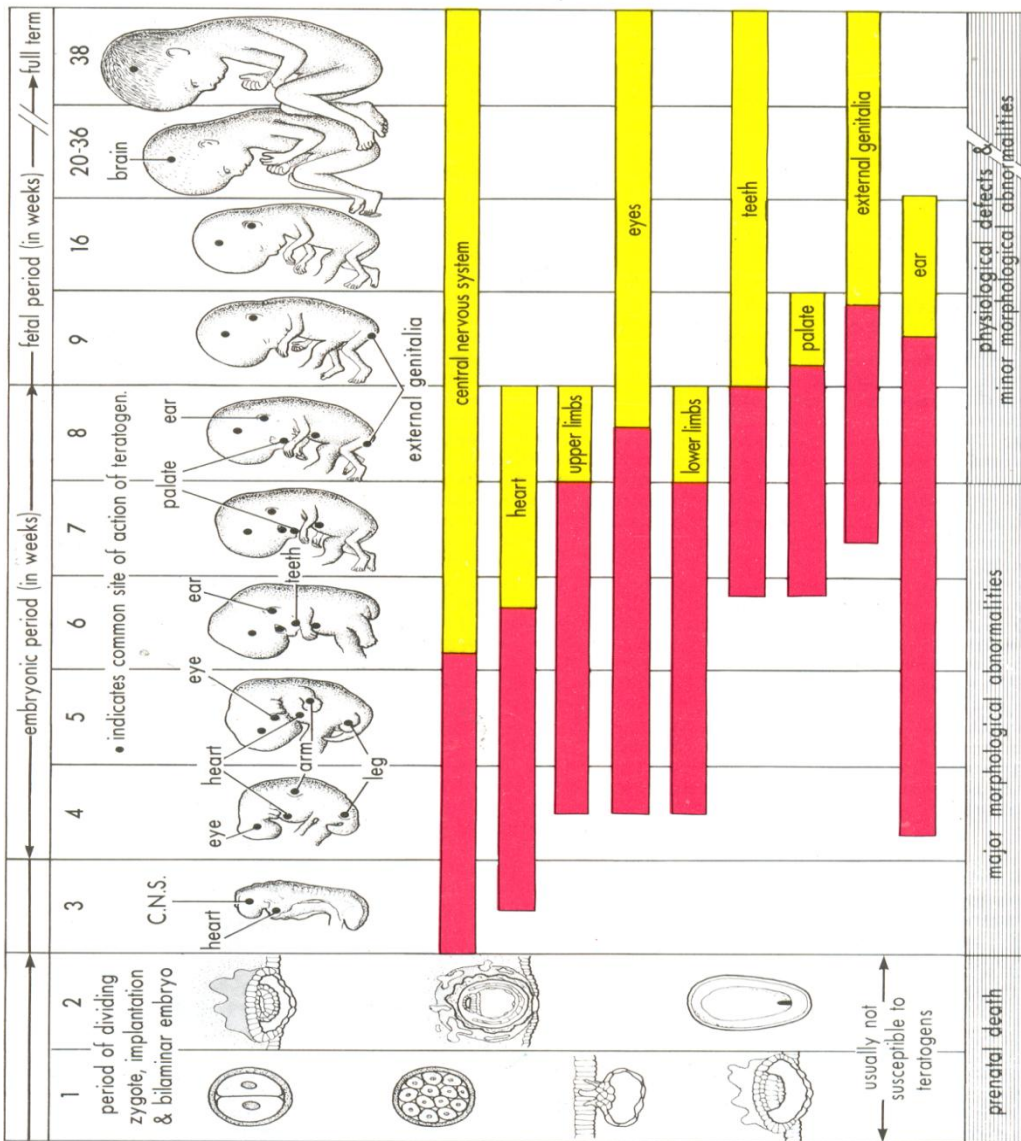 embryonic period (in weeks)
fetal period (in weeks)
full term
1
2
3
4
5
6
7
8
9
16
20-36
38
period of dividing
zygote, implantation
& bilaminar embryo
• indicates common site of action of teratogen.
C.N.S.
heart
eye
heart
arm
leg
eye
ear
teeth
palate
ear
brain
external genitalia
central nervous system
heart
upper limbs
eyes
lower limbs
teeth
palate
external genitalia
ear
usually not
susceptible to
teratogens
prenatal death
major morphological abnormalities
physiological defects &
minor morphological abnormalities